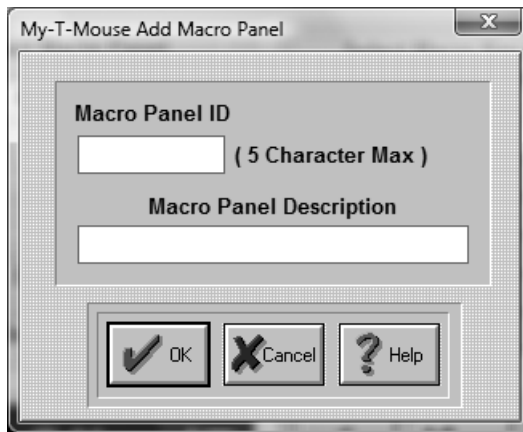 My-T-Mouse Add Macro Panel
Macro Panel ID
( 5 Character Max )
Macro Panel Description
OK Cancel Help